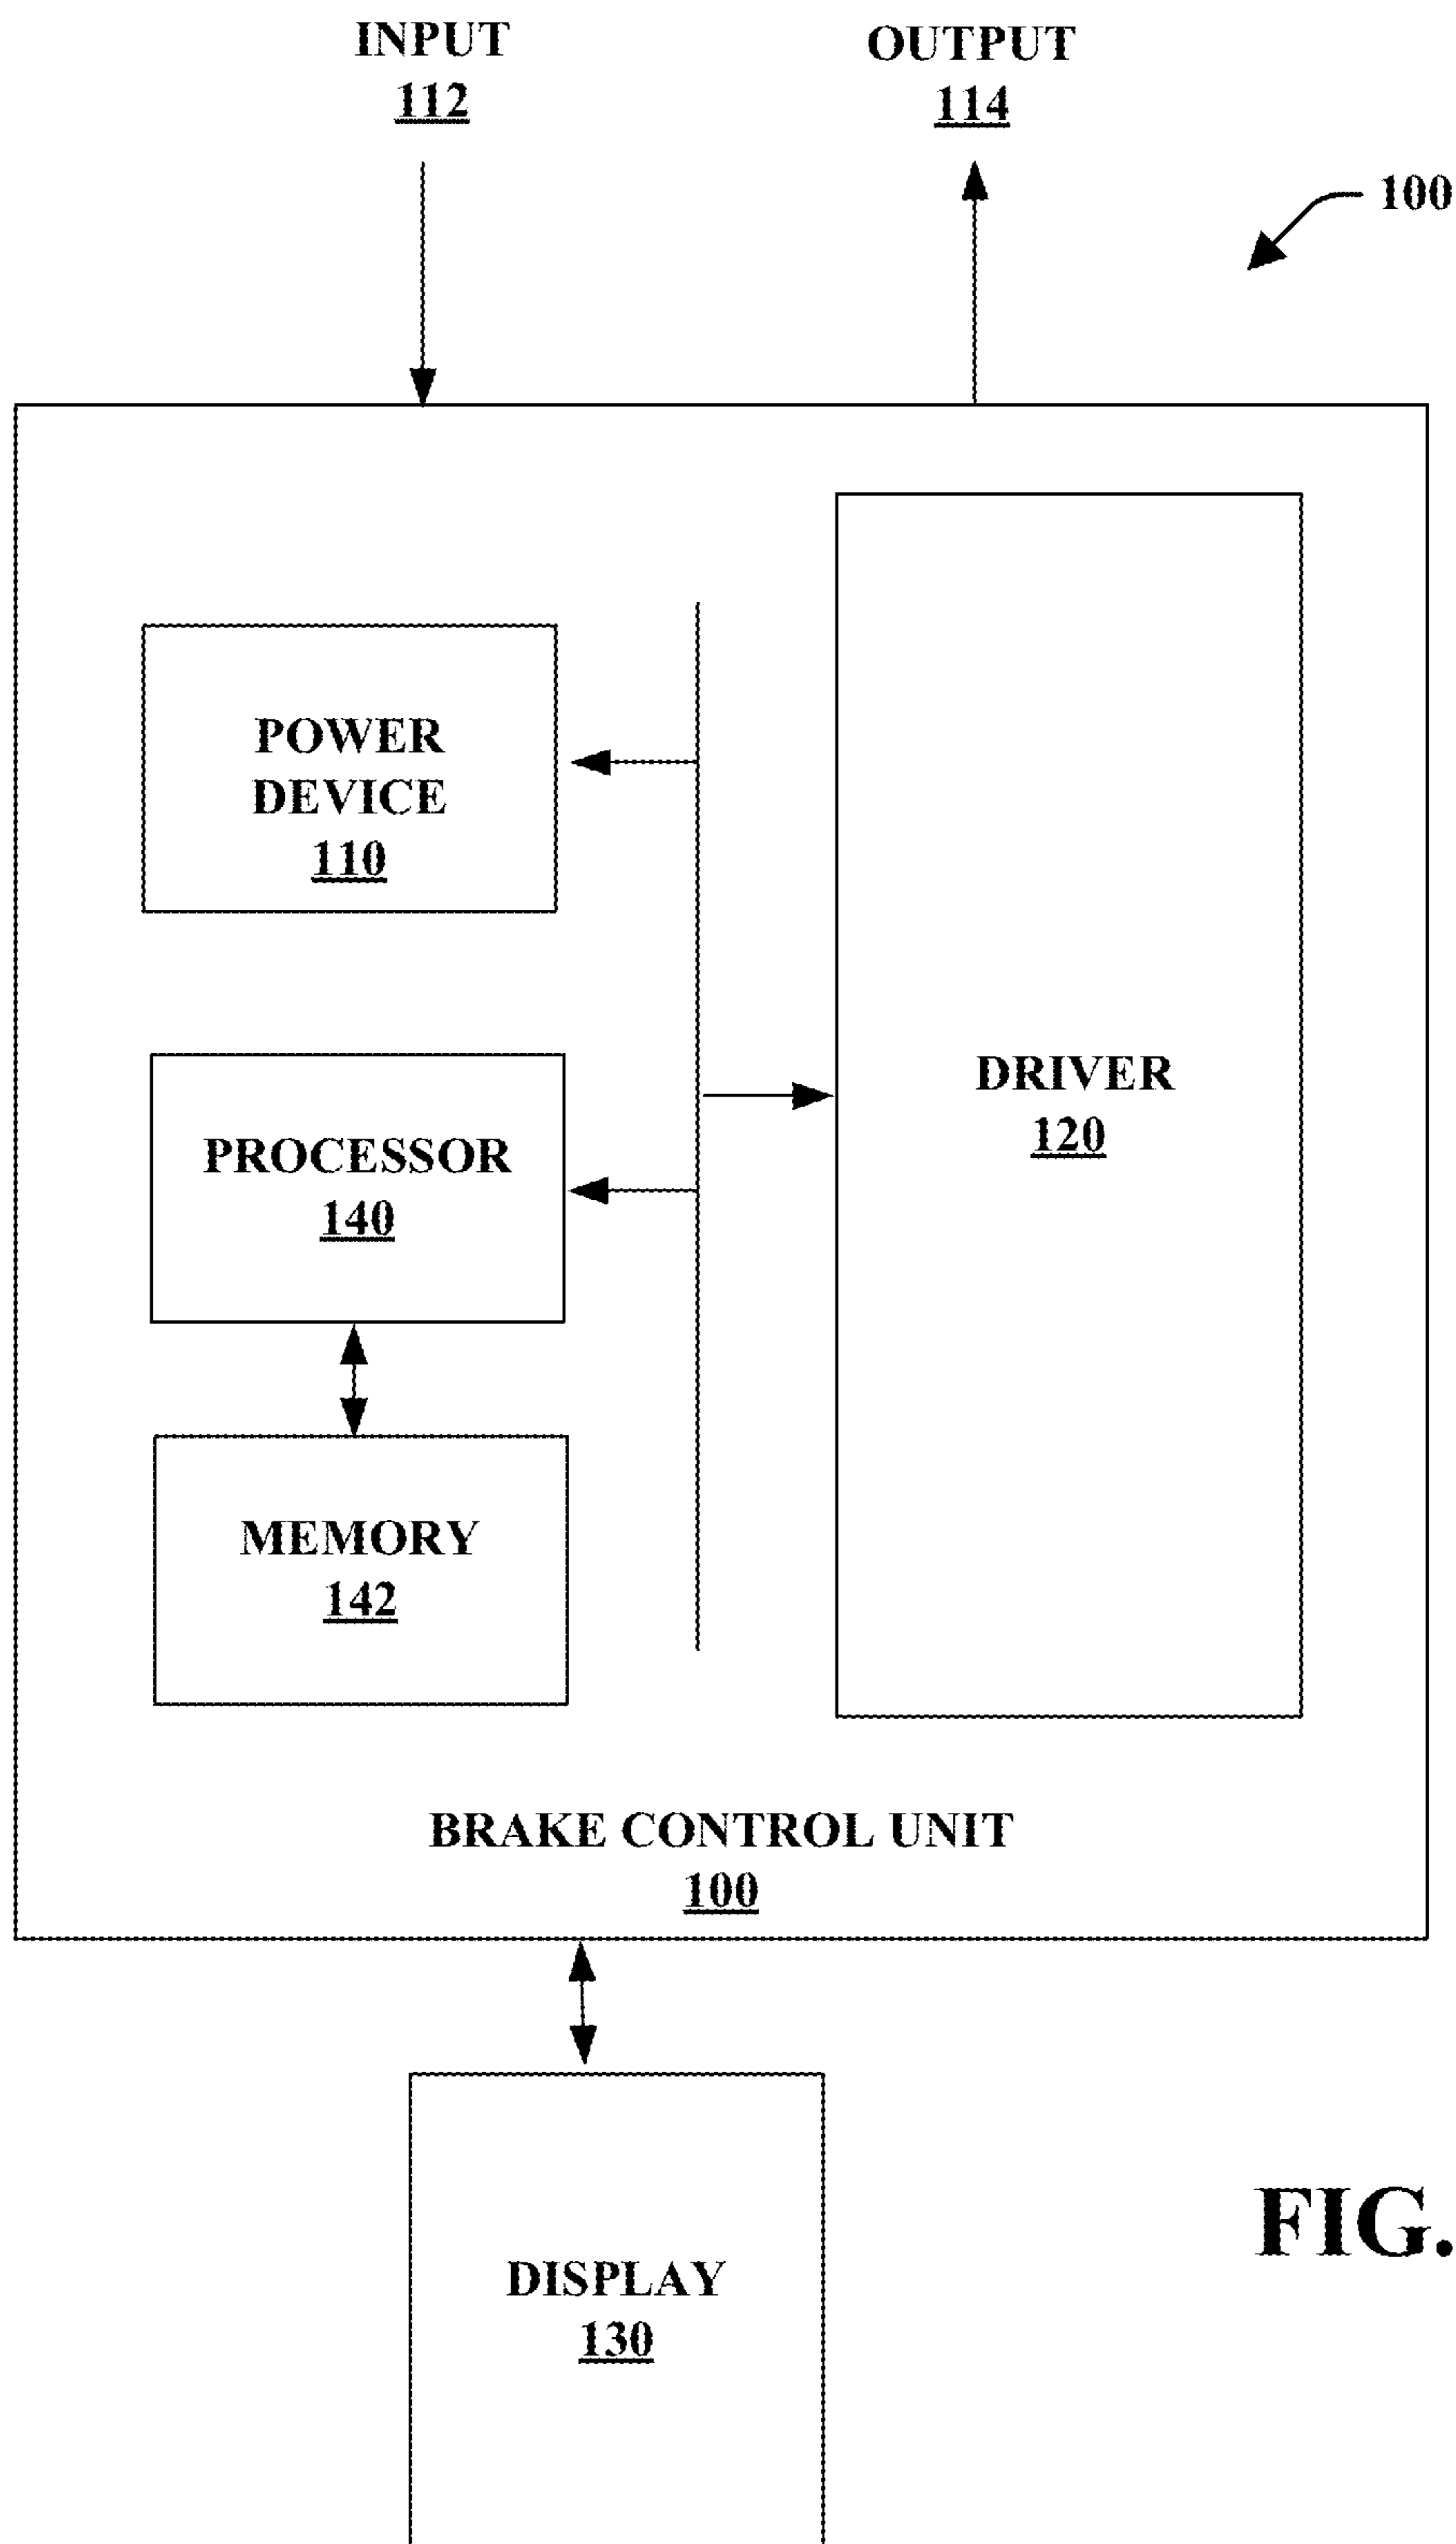 INPUT
112
OUTPUT
114
100
POWER
DEVICE
110
DRIVER
120
PROCESSOR
140
MEMORY
142
BRAKE CONTROL UNIT
100
FIG.
DISPLAY
130